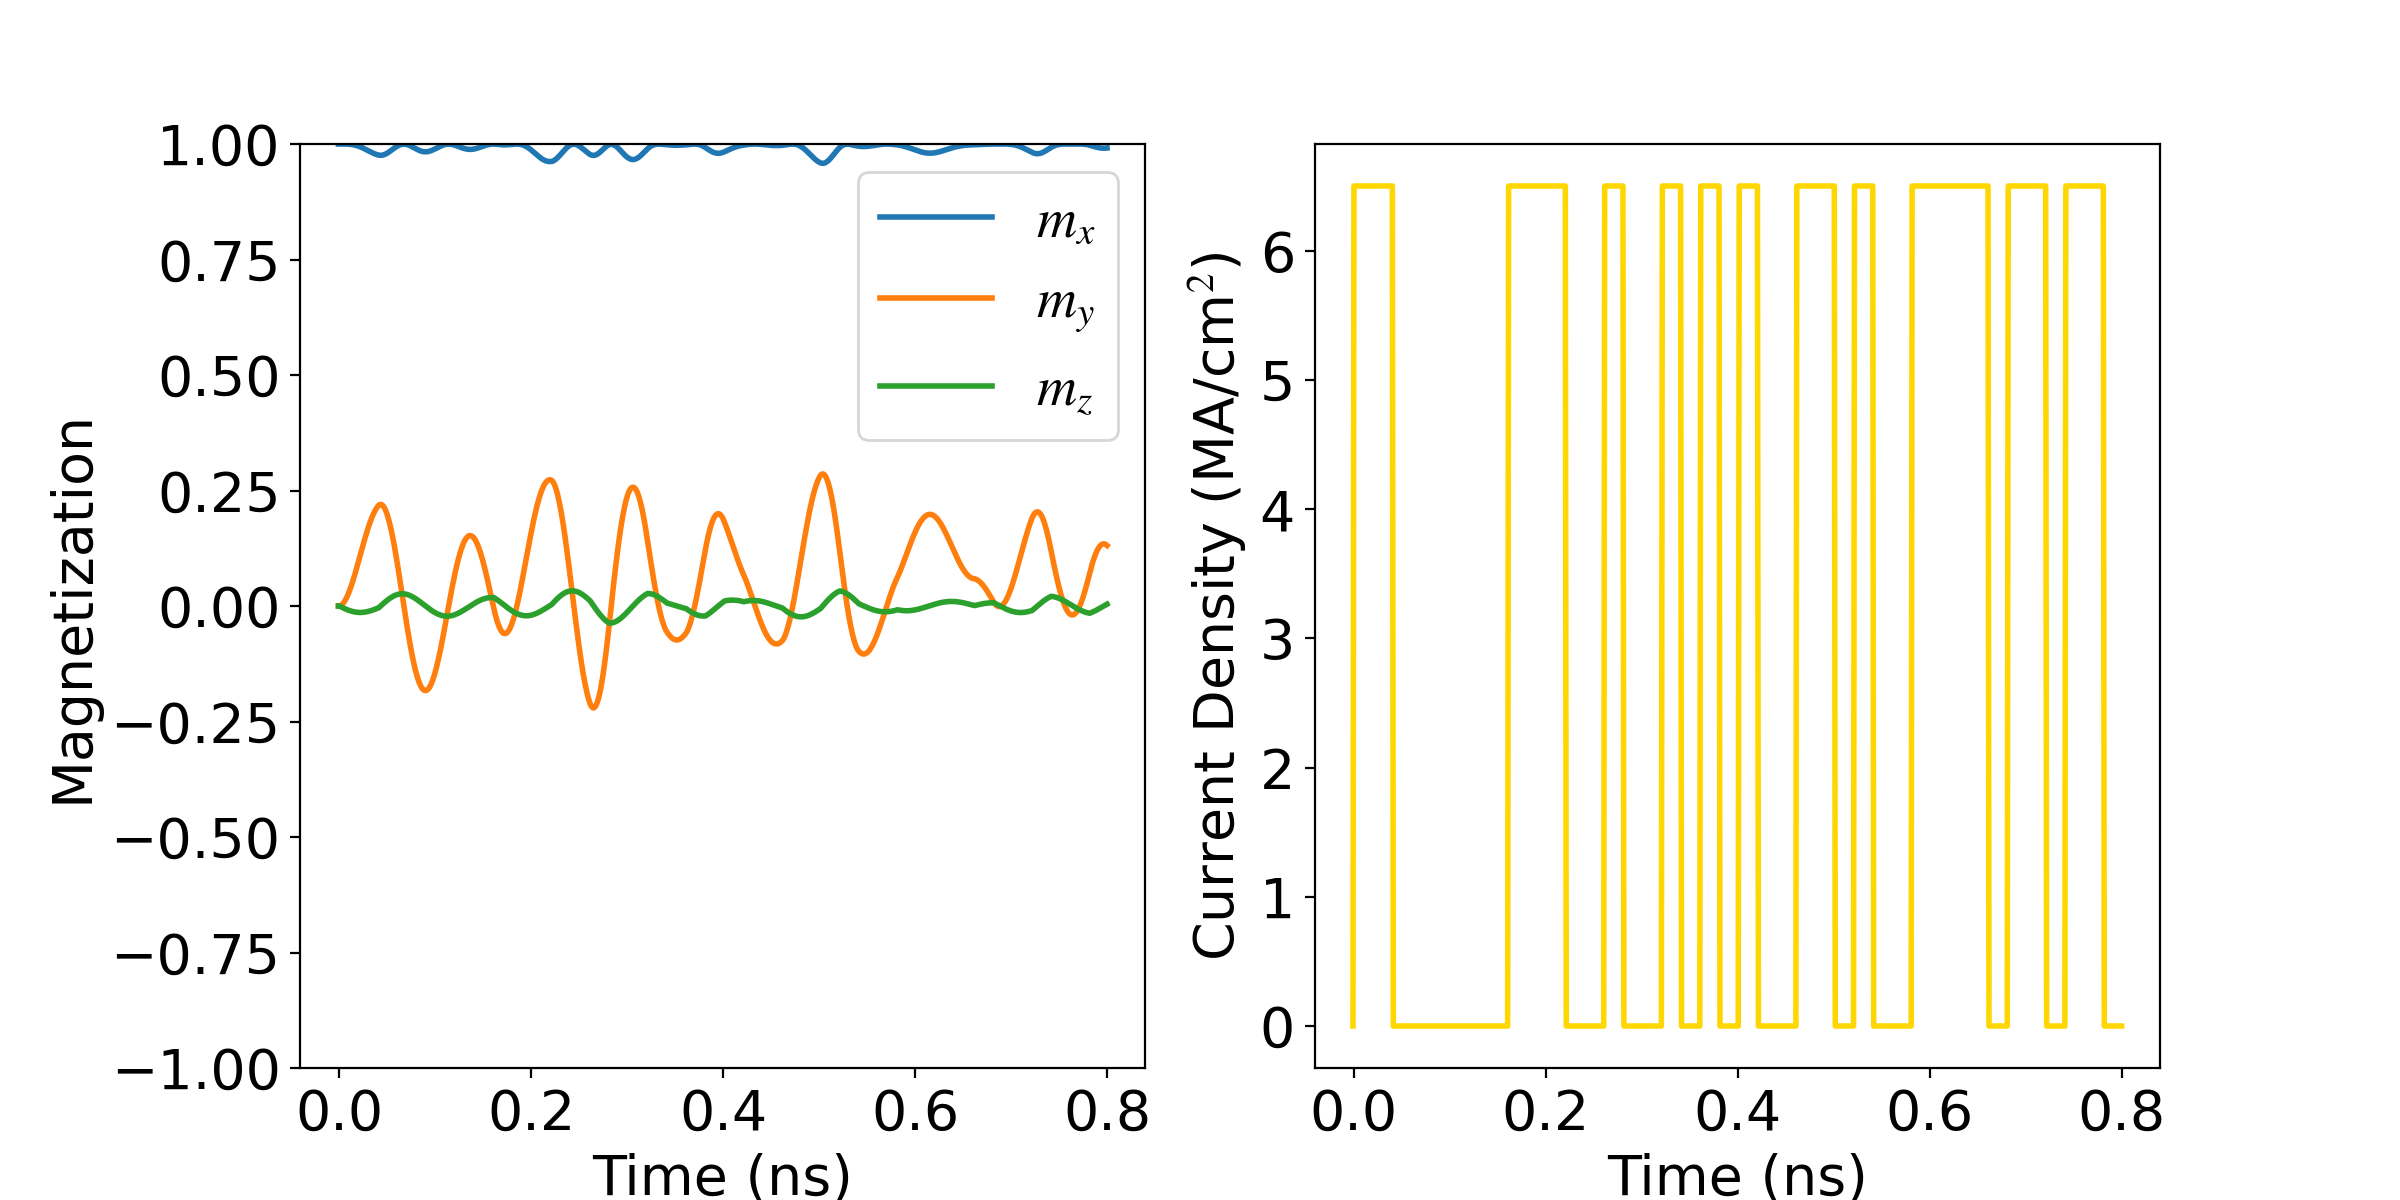 1.00
0.75
0.50
0.25
0.00
−0.25
−0.50
−0.75
−1.00
Magnetization
0.0 0.2 0.4 0.6 0.8
Time (ns)
m_x
m_y
m_z
6
5
4
3
2
1
0
Current Density (MA/cm²)
0.0 0.2 0.4 0.6 0.8
Time (ns)